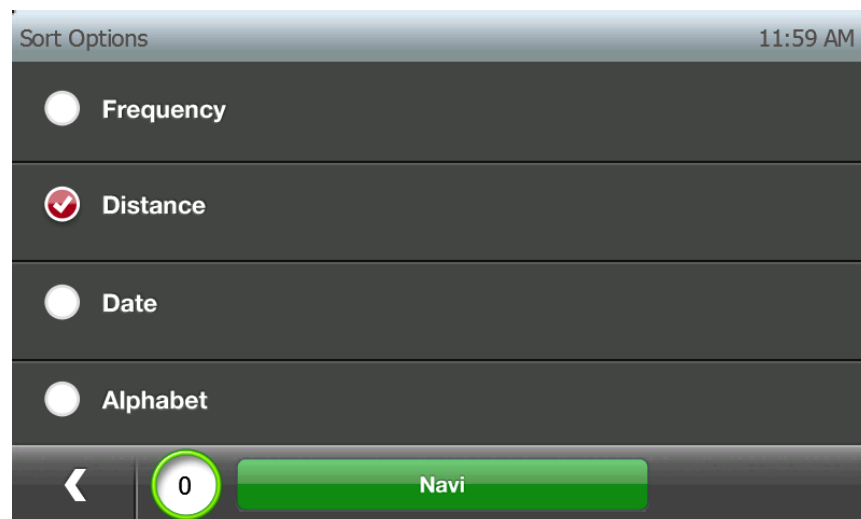 Sort Options 11:59 AM
Frequency
Distance
Date
Alphabet
0 Navi